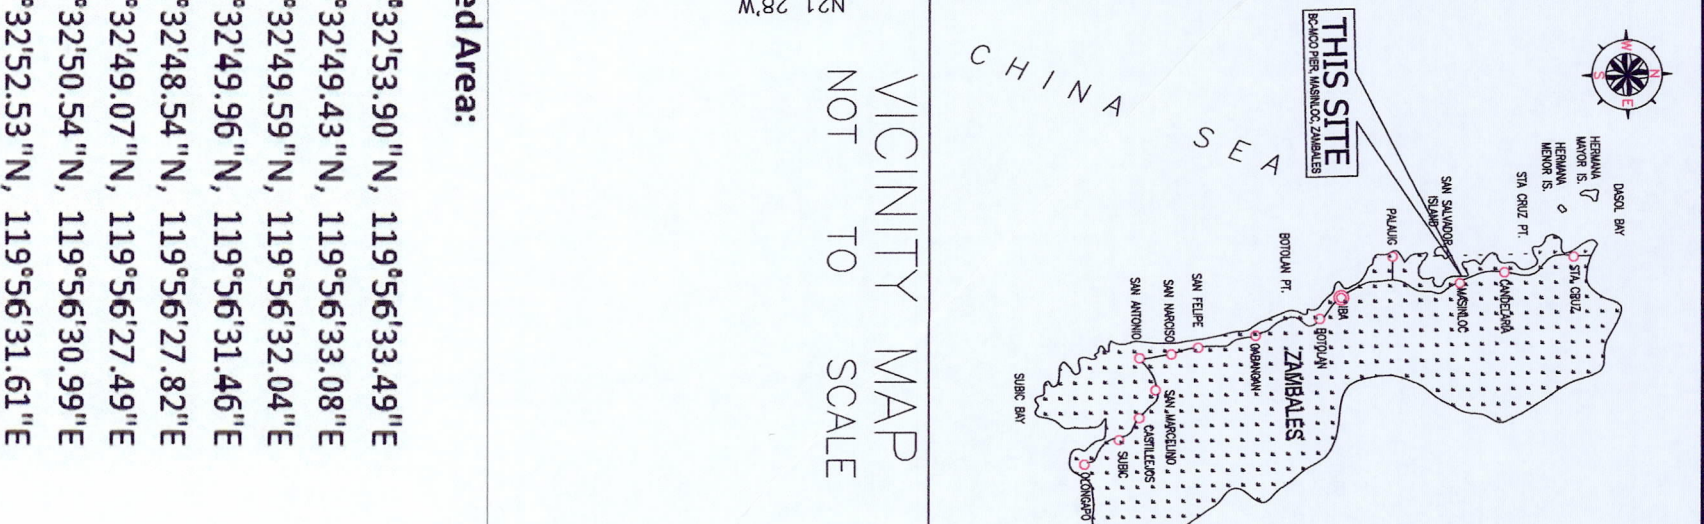 N
W
E
S
DASOL BAY
HERMANA
MAYOR IS.
HERMANA
MENOR IS.
STA CRUZ PT.
STA. CRUZ
CANDELARIA
SAN SALVADOR
ISLAND
MASINLOC
PALAUIG
THIS SITE
BC-MOO PIER, MASINLOC, ZAMBALES
IBA
BOTOLAN
BOTOLAN PT.
ZAMBALES
CABANGAN
SAN FELIPE
SAN NARCISO
SAN ANTONIO
SAN MARCELINO
CASTILLEJOS
SUBIC
OLONGAPO
SUBIC BAY
CHINA SEA
VICINITY MAP
NOT TO SCALE
N21 28'W
ed Area:
°32'53.90"N, 119°56'33.49"E
°32'49.43"N, 119°56'33.08"E
°32'49.59"N, 119°56'32.04"E
°32'49.96"N, 119°56'31.46"E
°32'48.54"N, 119°56'27.82"E
°32'49.07"N, 119°56'27.49"E
°32'50.54"N, 119°56'30.99"E
°32'52.53"N, 119°56'31.61"E